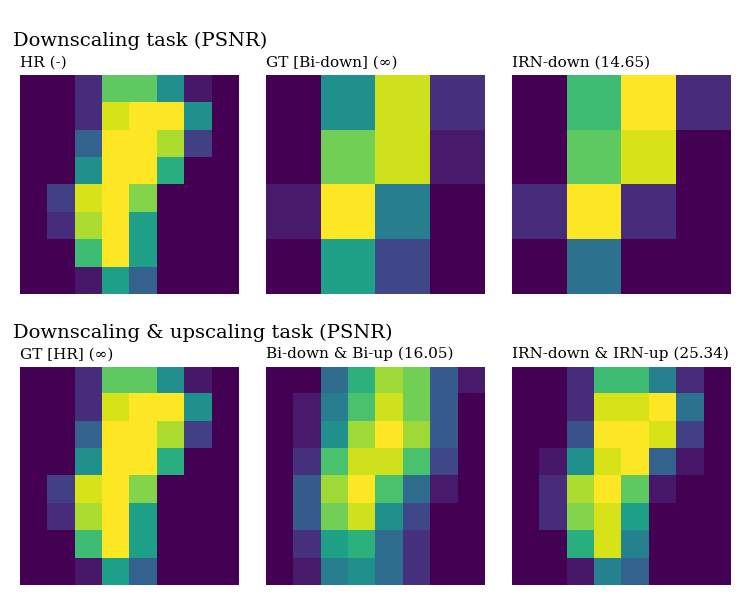 Downscaling task (PSNR)
HR (-)
GT [Bi-down] (∞)
IRN-down (14.65)
Downscaling & upscaling task (PSNR)
GT [HR] (∞)
Bi-down & Bi-up (16.05)
IRN-down & IRN-up (25.34)